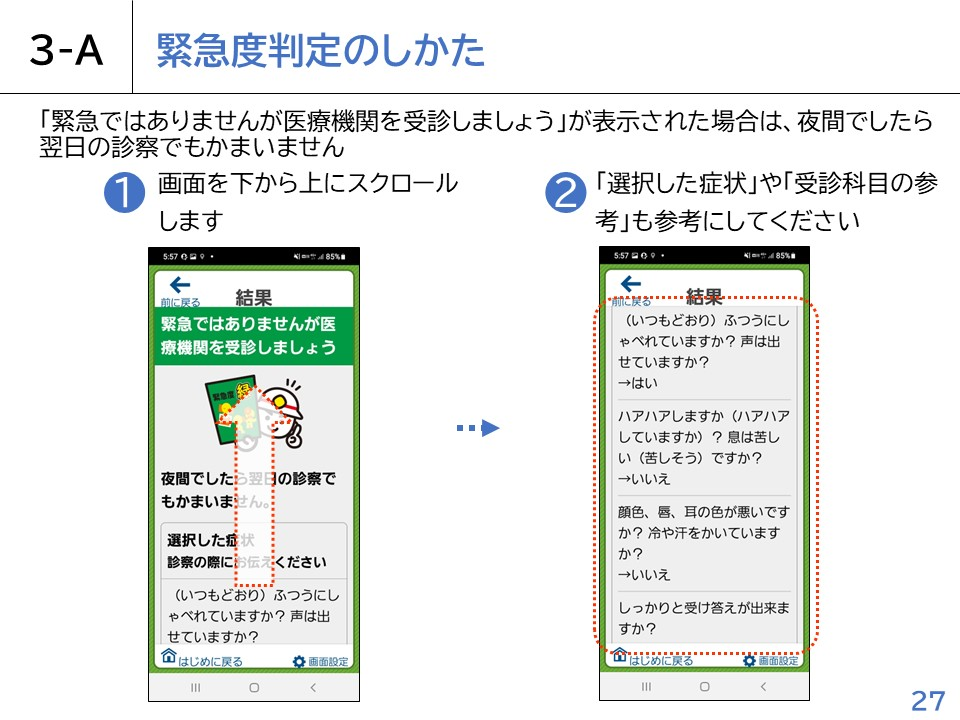 3-A
緊急度判定のしかた
「緊急ではありませんが医療機関を受診しましょう」が表示された場合は、夜間でしたら
翌日の診察でもかまいません
1
画面を下から上にスクロール
します
2
「選択した症状」や「受診科目の参
考」も参考にしてください
5:57
85%
前に戻る
結果
緊急ではありませんが医
療機関を受診しましょう
緊急度
緑
夜間でしたら翌日の診察で
もかまいません。
選択した症状
診察の際にお伝えください
（いつもどおり）ふつうにし
ゃべれていますか？ 声は出
せていますか？
はじめに戻る
画面設定
5:57
85%
前に戻る
結果
（いつもどおり）ふつうにし
ゃべれていますか？ 声は出
せていますか？
→はい
ハアハアしますか（ハアハア
していますか）？ 息は苦し
い（苦しそう）ですか？
→いいえ
顔色、唇、耳の色が悪いです
か？ 冷や汗をかいています
か？
→いいえ
しっかりと受け答えが出来ま
すか？
はじめに戻る
画面設定
27